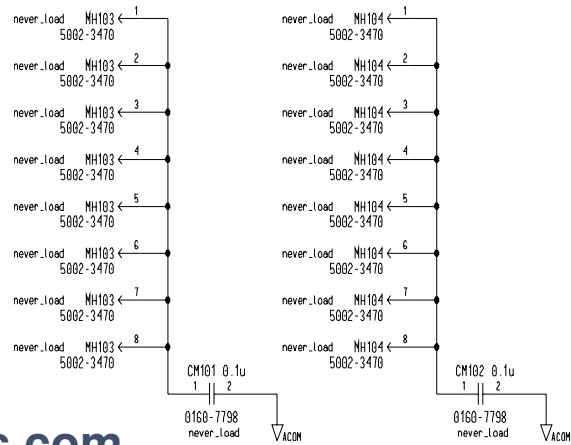 never_load MH103 1
5002-3470
never_load MH103 2
5002-3470
never_load MH103 3
5002-3470
never_load MH103 4
5002-3470
never_load MH103 5
5002-3470
never_load MH103 6
5002-3470
never_load MH103 7
5002-3470
never_load MH103 8
5002-3470
CM101 0.1u
1 2
0160-7798
never_load
ACOM
never_load MH104 1
5002-3470
never_load MH104 2
5002-3470
never_load MH104 3
5002-3470
never_load MH104 4
5002-3470
never_load MH104 5
5002-3470
never_load MH104 6
5002-3470
never_load MH104 7
5002-3470
never_load MH104 8
5002-3470
CM102 0.1u
1 2
0160-7798
never_load
ACOM